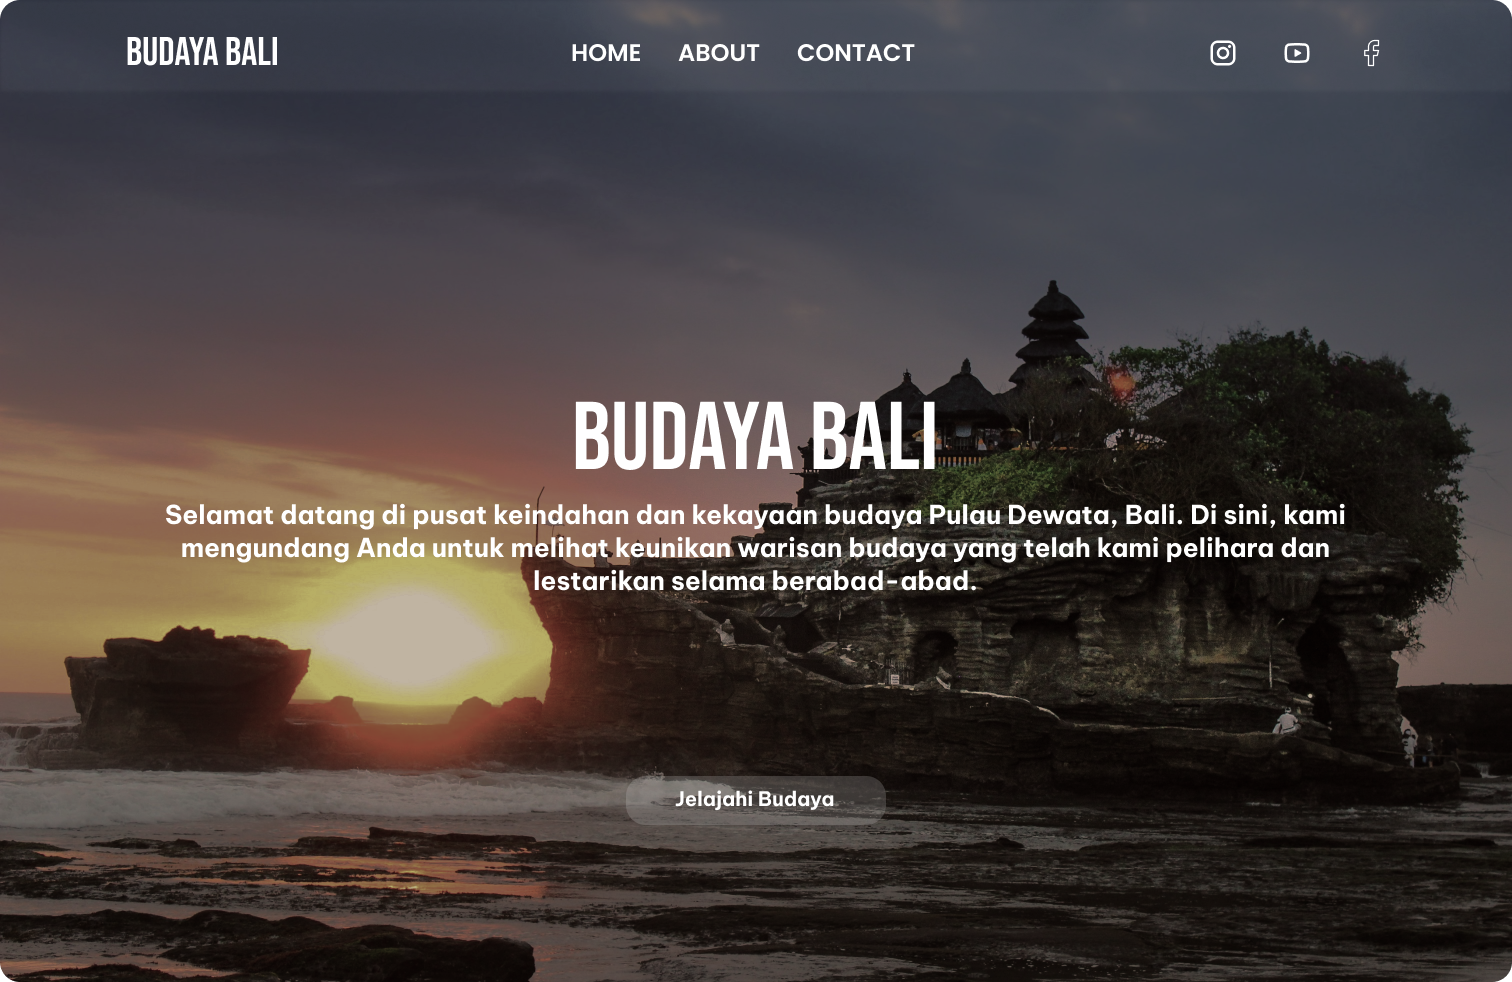 BUDAYA BALI
HOME ABOUT CONTACT
BUDAYA BALI
Selamat datang di pusat keindahan dan kekayaan budaya Pulau Dewata, Bali. Di sini, kami
mengundang Anda untuk melihat keunikan warisan budaya yang telah kami pelihara dan
lestarikan selama berabad-abad.
Jelajahi Budaya